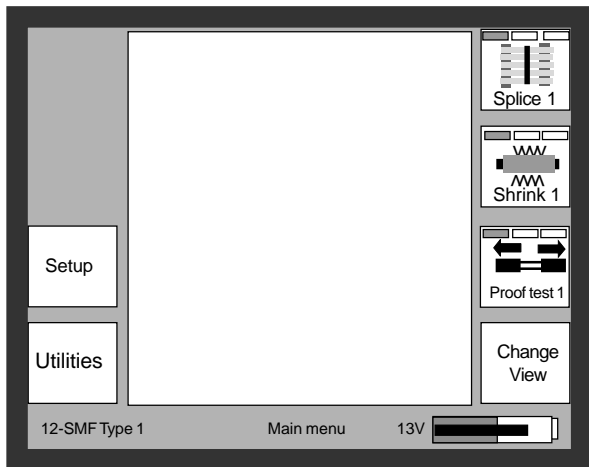 Splice 1
Shrink 1
Setup
Proof test 1
Utilities
Change
View
12-SMF Type 1 Main menu 13V